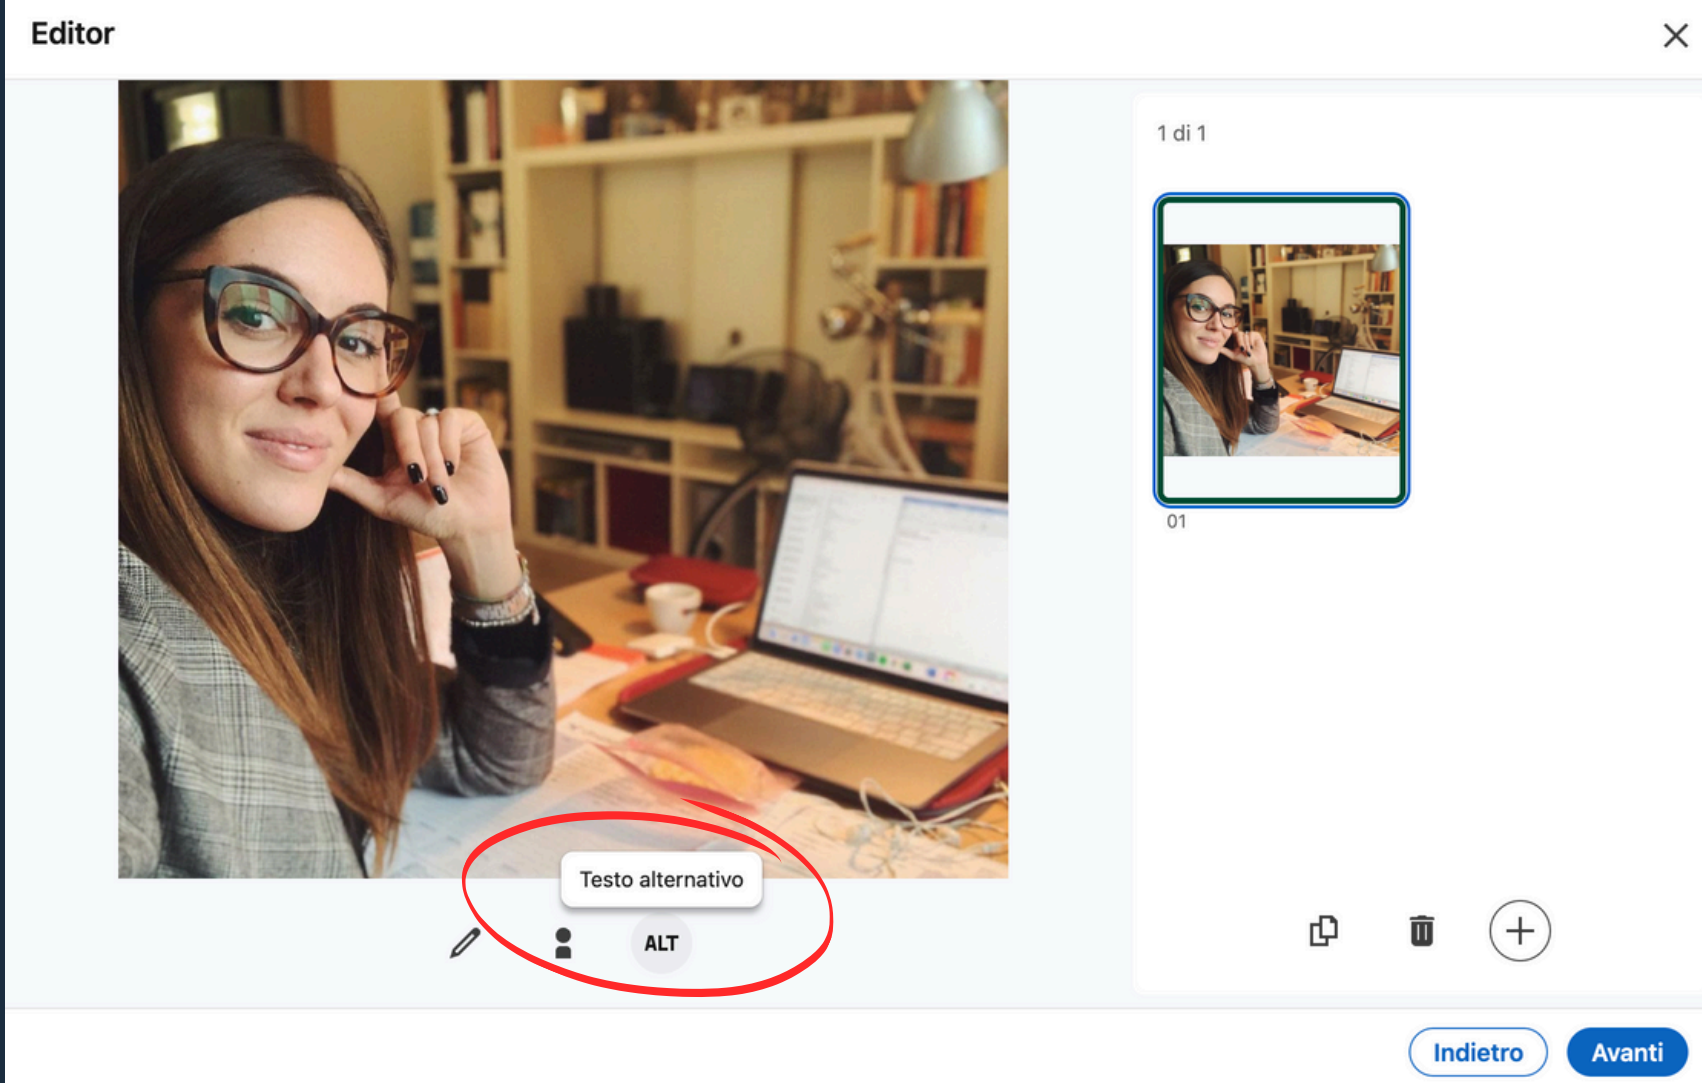 Editor
1 di 1
01
Testo alternativo
ALT
Indietro
Avanti